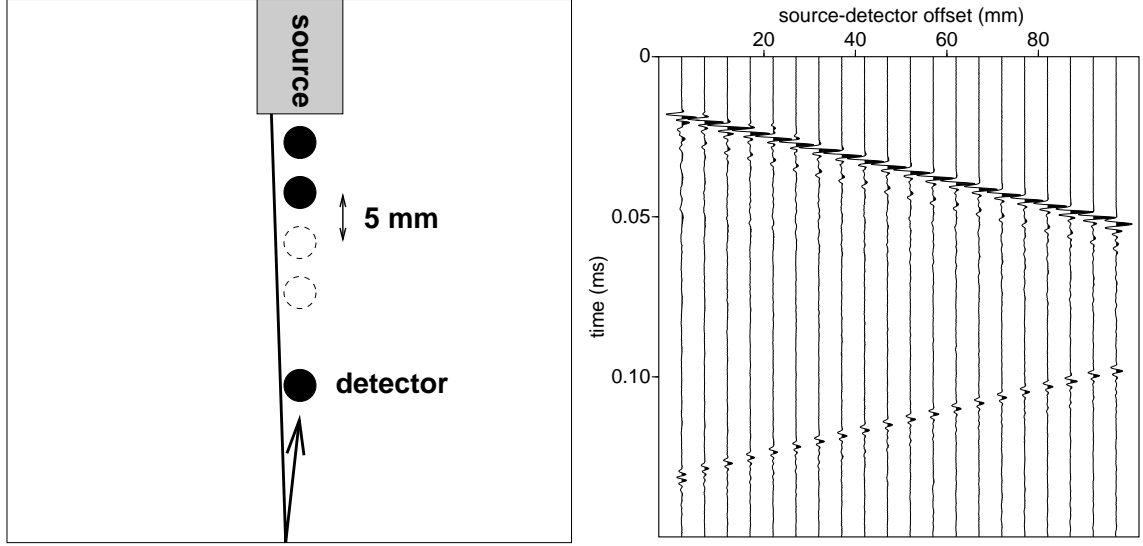 source
5 mm
detector
source-detector offset (mm)
20 40 60 80
0
0.05
0.10
time (ms)